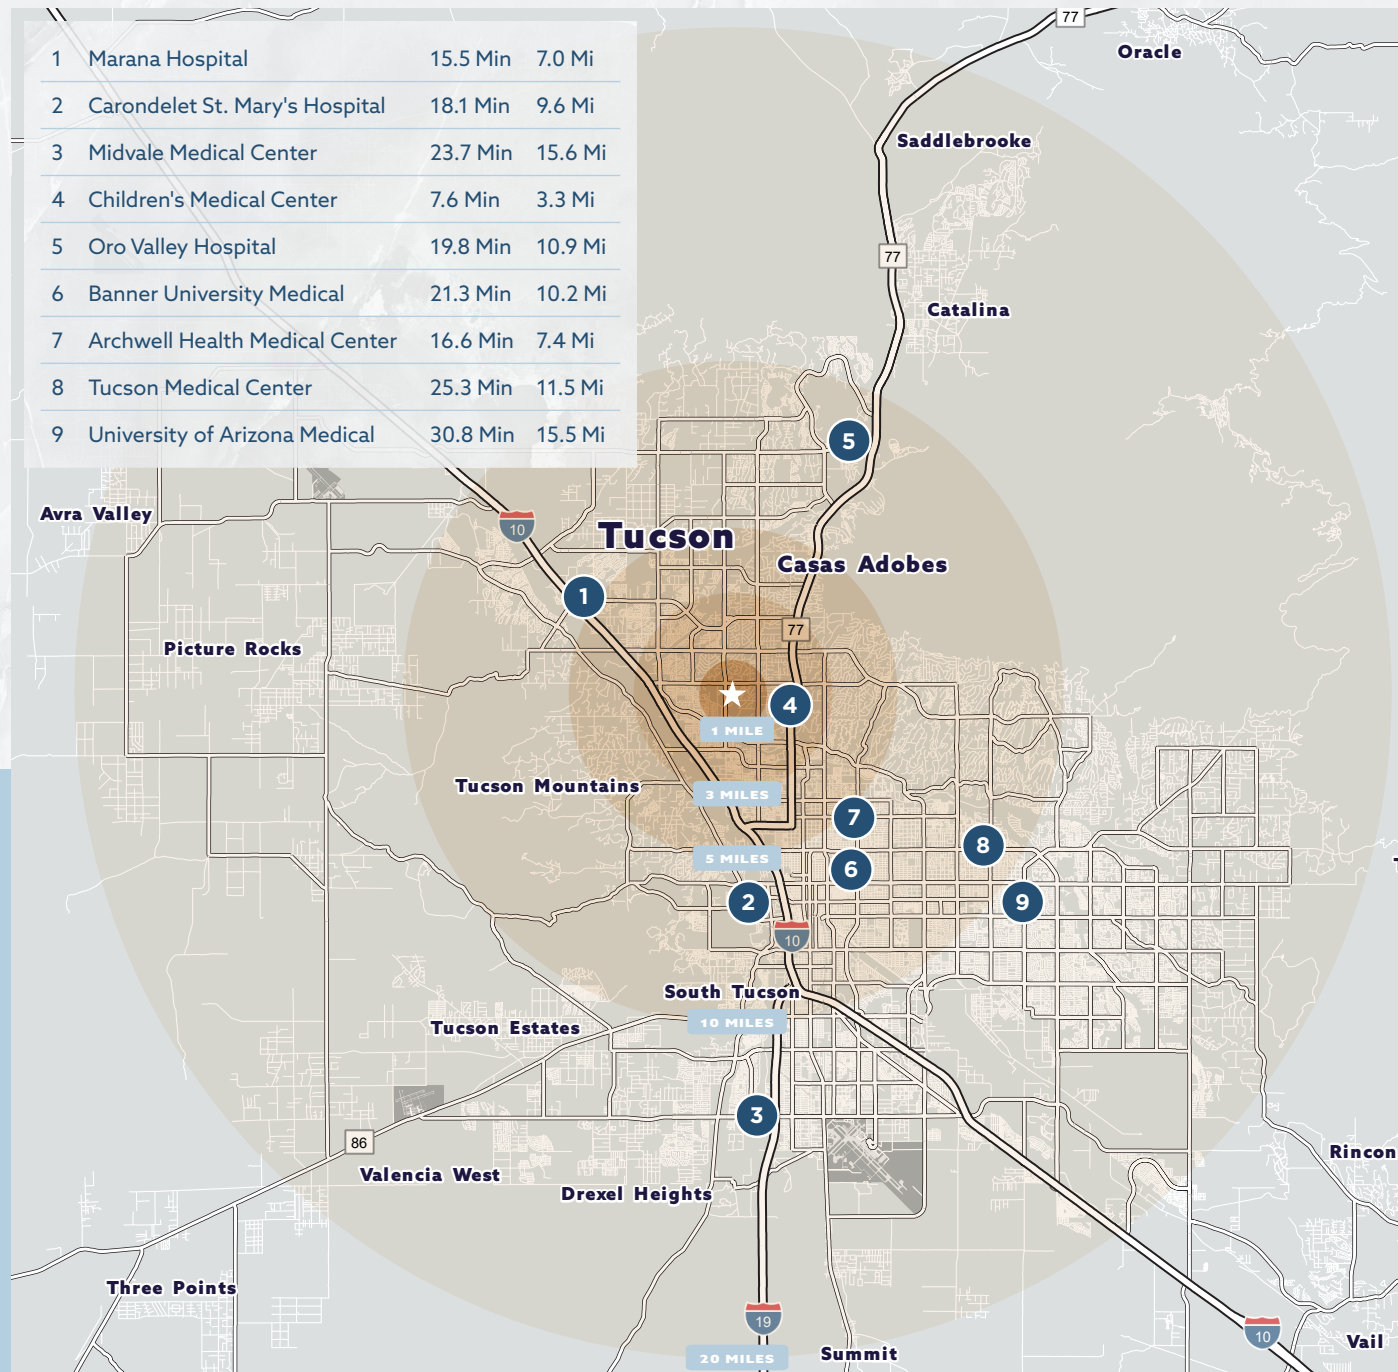 1 Marana Hospital 15.5 Min 7.0 Mi
2 Carondelet St. Mary's Hospital 18.1 Min 9.6 Mi
3 Midvale Medical Center 23.7 Min 15.6 Mi
4 Children's Medical Center 7.6 Min 3.3 Mi
5 Oro Valley Hospital 19.8 Min 10.9 Mi
6 Banner University Medical 21.3 Min 10.2 Mi
7 Archwell Health Medical Center 16.6 Min 7.4 Mi
8 Tucson Medical Center 25.3 Min 11.5 Mi
9 University of Arizona Medical 30.8 Min 15.5 Mi
77
Oracle
Saddlebrooke
77
Catalina
5
Avra Valley
10
Tucson
Casas Adobes
1
77
Picture Rocks
4
1 MILE
Tucson Mountains
3 MILES
7
8
5 MILES
6
2
9
10
South Tucson
10 MILES
Tucson Estates
3
86
Valencia West
Drexel Heights
Rincon
Three Points
19
10
Vail
Summit
20 MILES